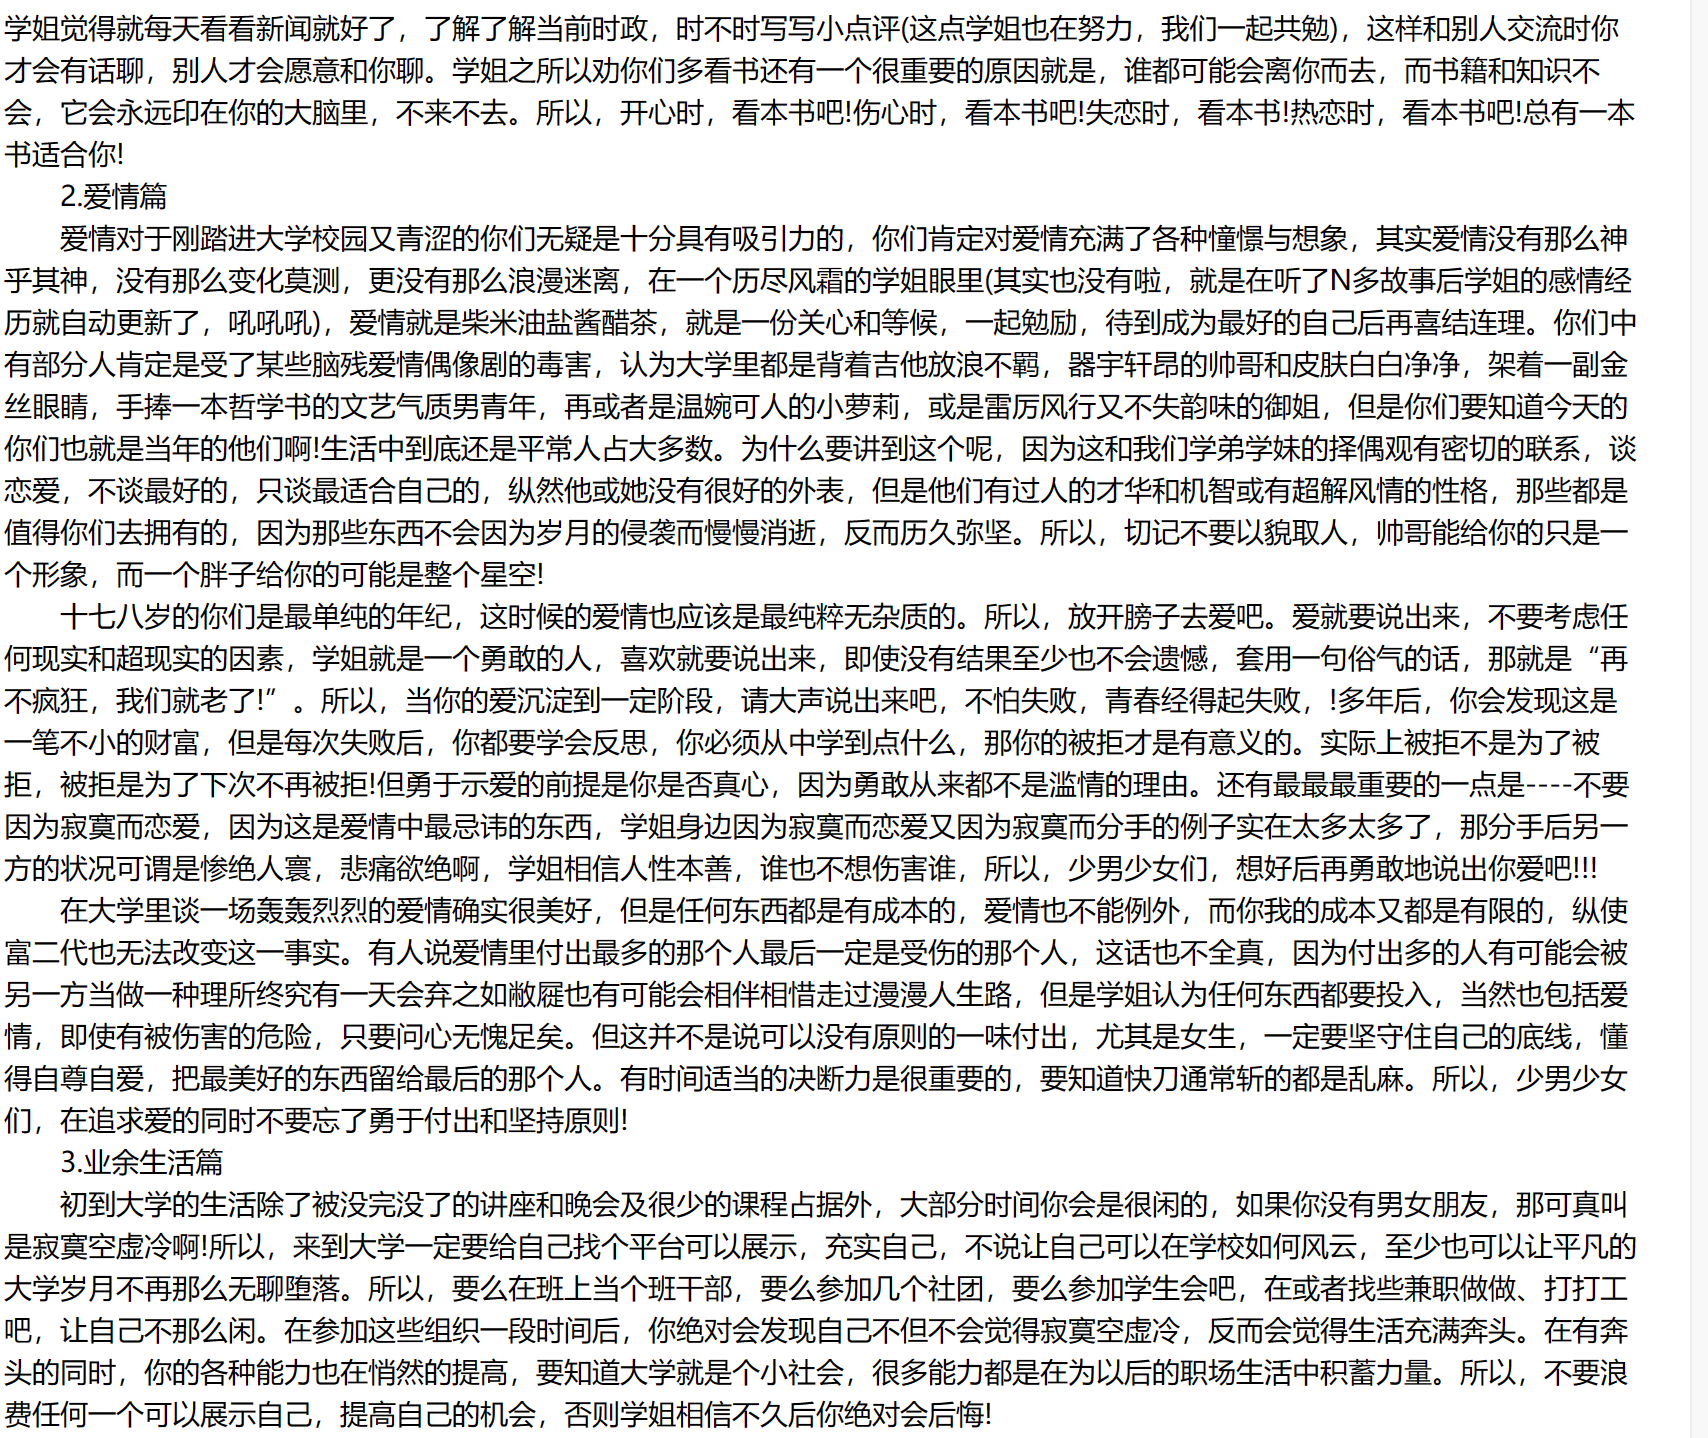 学姐觉得就每天看看新闻就好了，了解了解当前时政，时不时写写小点评(这点学姐也在努力，我们一起共勉)，这样和别人交流时你
才会有话聊，别人才会愿意和你聊。学姐之所以劝你们多看书还有一个很重要的原因就是，谁都可能会离你而去，而书籍和知识不
会，它会永远印在你的大脑里，不来不去。所以，开心时，看本书吧!伤心时，看本书吧!失恋时，看本书!热恋时，看本书吧!总有一本
书适合你!
2.爱情篇
爱情对于刚踏进大学校园又青涩的你们无疑是十分具有吸引力的，你们肯定对爱情充满了各种憧憬与想象，其实爱情没有那么神
乎其神，没有那么变化莫测，更没有那么浪漫迷离，在一个历尽风霜的学姐眼里(其实也没有啦，就是在听了N多故事后学姐的感情经
历就自动更新了，吼吼吼)，爱情就是柴米油盐酱醋茶，就是一份关心和等候，一起勉励，待到成为最好的自己后再喜结连理。你们中
有部分人肯定是受了某些脑残爱情偶像剧的毒害，认为大学里都是背着吉他放浪不羁，器宇轩昂的帅哥和皮肤白白净净，架着一副金
丝眼睛，手捧一本哲学书的文艺气质男青年，再或者是温婉可人的小萝莉，或是雷厉风行又不失韵味的御姐，但是你们要知道今天的
你们也就是当年的他们啊!生活中到底还是平常人占大多数。为什么要讲到这个呢，因为这和我们学弟学妹的择偶观有密切的联系，谈
恋爱，不谈最好的，只谈最适合自己的，纵然他或她没有很好的外表，但是他们有过人的才华和机智或有超解风情的性格，那些都是
值得你们去拥有的，因为那些东西不会因为岁月的侵袭而慢慢消逝，反而历久弥坚。所以，切记不要以貌取人，帅哥能给你的只是一
个形象，而一个胖子给你的可能是整个星空!
十七八岁的你们是最单纯的年纪，这时候的爱情也应该是最纯粹无杂质的。所以，放开膀子去爱吧。爱就要说出来，不要考虑任
何现实和超现实的因素，学姐就是一个勇敢的人，喜欢就要说出来，即使没有结果至少也不会遗憾，套用一句俗气的话，那就是“再
不疯狂，我们就老了!”。所以，当你的爱沉淀到一定阶段，请大声说出来吧，不怕失败，青春经得起失败，!多年后，你会发现这是
一笔不小的财富，但是每次失败后，你都要学会反思，你必须从中学到点什么，那你的被拒才是有意义的。实际上被拒不是为了被
拒，被拒是为了下次不再被拒!但勇于示爱的前提是你是否真心，因为勇敢从来都不是滥情的理由。还有最最最重要的一点是----不要
因为寂寞而恋爱，因为这是爱情中最忌讳的东西，学姐身边因为寂寞而恋爱又因为寂寞而分手的例子实在太多太多了，那分手后另一
方的状况可谓是惨绝人寰，悲痛欲绝啊，学姐相信人性本善，谁也不想伤害谁，所以，少男少女们，想好后再勇敢地说出你爱吧!!!
在大学里谈一场轰轰烈烈的爱情确实很美好，但是任何东西都是有成本的，爱情也不能例外，而你我的成本又都是有限的，纵使
富二代也无法改变这一事实。有人说爱情里付出最多的那个人最后一定是受伤的那个人，这话也不全真，因为付出多的人有可能会被
另一方当做一种理所终究有一天会弃之如敝屣也有可能会相伴相惜走过漫漫人生路，但是学姐认为任何东西都要投入，当然也包括爱
情，即使有被伤害的危险，只要问心无愧足矣。但这并不是说可以没有原则的一味付出，尤其是女生，一定要坚守住自己的底线，懂
得自尊自爱，把最美好的东西留给最后的那个人。有时间适当的决断力是很重要的，要知道快刀通常斩的都是乱麻。所以，少男少女
们，在追求爱的同时不要忘了勇于付出和坚持原则!
3.业余生活篇
初到大学的生活除了被没完没了的讲座和晚会及很少的课程占据外，大部分时间你会是很闲的，如果你没有男女朋友，那可真叫
是寂寞空虚冷啊!所以，来到大学一定要给自己找个平台可以展示，充实自己，不说让自己可以在学校如何风云，至少也可以让平凡的
大学岁月不再那么无聊堕落。所以，要么在班上当个班干部，要么参加几个社团，要么参加学生会吧，在或者找些兼职做做、打打工
吧，让自己不那么闲。在参加这些组织一段时间后，你绝对会发现自己不但不会觉得寂寞空虚冷，反而会觉得生活充满奔头。在有奔
头的同时，你的各种能力也在悄然的提高，要知道大学就是个小社会，很多能力都是在为以后的职场生活中积蓄力量。所以，不要浪
费任何一个可以展示自己，提高自己的机会，否则学姐相信不久后你绝对会后悔!